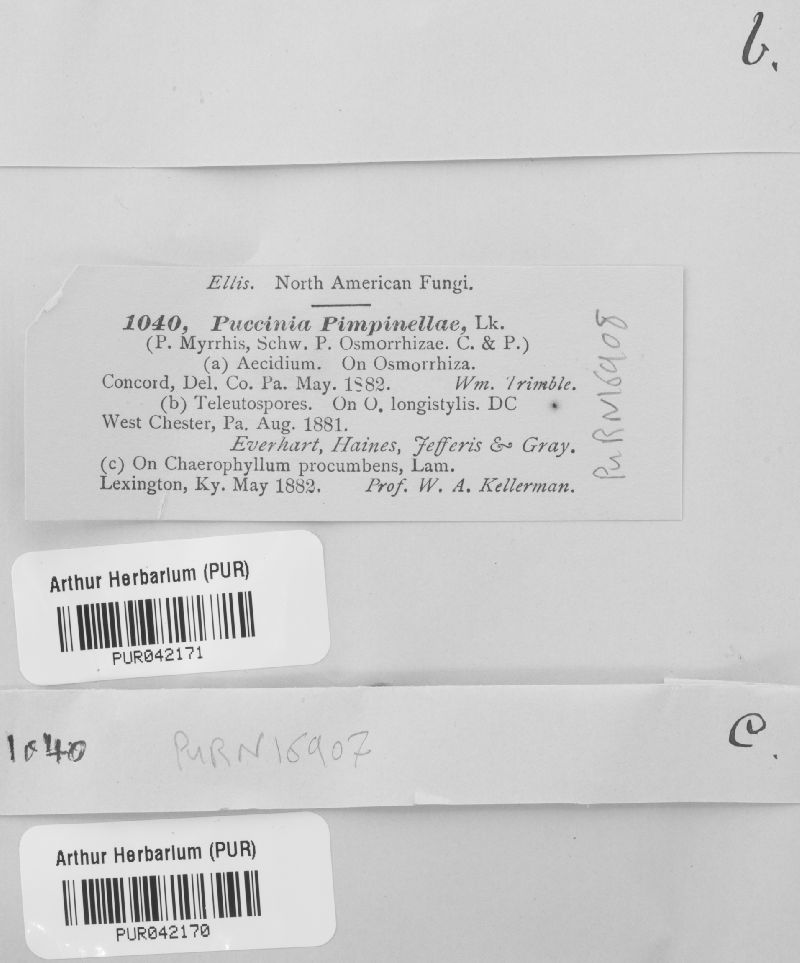 b.
Ellis. North American Fungi.
1040, Puccinia Pimpinellae, Lk.
(P. Myrrhis, Schw. P. Osmorrhizae. C. & P.)
(a) Aecidium. On Osmorrhiza.
Concord, Del. Co. Pa. May. 1882. Wm. Trimble.
(b) Teleutospores. On O. longistylis. DC
West Chester, Pa. Aug. 1881.
Everhart, Haines, Jefferis & Gray.
(c) On Chaerophyllum procumbens, Lam.
Lexington, Ky. May 1882. Prof. W. A. Kellerman.
PURN16908
Arthur Herbarium (PUR)
PUR042171
1040 PURN16907 c.
Arthur Herbarium (PUR)
PUR042170